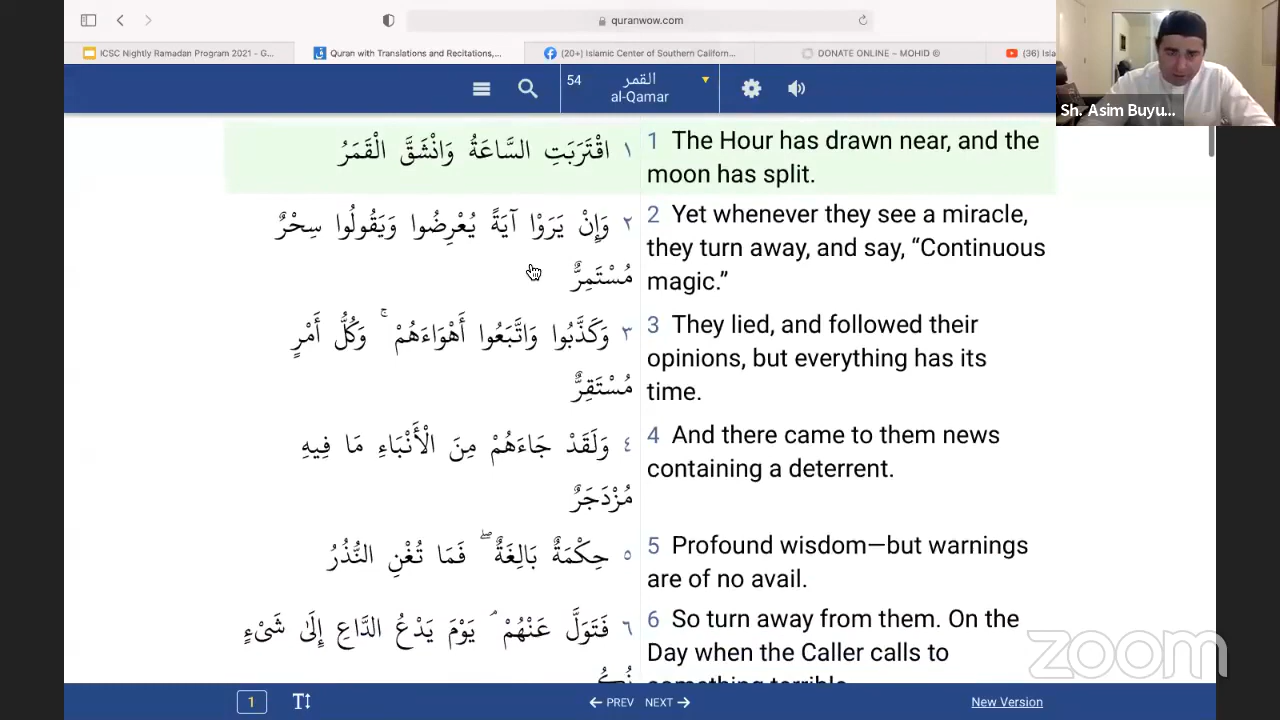 quranwow.com
ICSC Nightly Ramadan Program 2021 - G...
Quran with Translations and Recitations,...
(20+) Islamic Center of Southern Californ...
DONATE ONLINE – MOHID ®
(36) Isla
54
القمر
al-Qamar
Sh. Asim Buyu...
١ اقْتَرَبَتِ السَّاعَةُ وَانْشَقَّ الْقَمَرُ
1 The Hour has drawn near, and the
moon has split.
٢ وَإِنْ يَرَوْا آيَةً يُعْرِضُوا وَيَقُولُوا سِحْرٌ
مُسْتَمِرٌّ
2 Yet whenever they see a miracle,
they turn away, and say, “Continuous
magic.”
٣ وَكَذَّبُوا وَاتَّبَعُوا أَهْوَاءَهُمْ ۚ وَكُلُّ أَمْرٍ
مُسْتَقِرٌّ
3 They lied, and followed their
opinions, but everything has its
time.
٤ وَلَقَدْ جَاءَهُمْ مِنَ الْأَنْبَاءِ مَا فِيهِ
مُزْدَجَرٌ
4 And there came to them news
containing a deterrent.
٥ حِكْمَةٌ بَالِغَةٌ ۖ فَمَا تُغْنِ النُّذُرُ
5 Profound wisdom—but warnings
are of no avail.
٦ فَتَوَلَّ عَنْهُمْ ۘ يَوْمَ يَدْعُ الدَّاعِ إِلَىٰ شَيْءٍ
6 So turn away from them. On the
Day when the Caller calls to
something terrible.
zoom
1
PREV NEXT
New Version